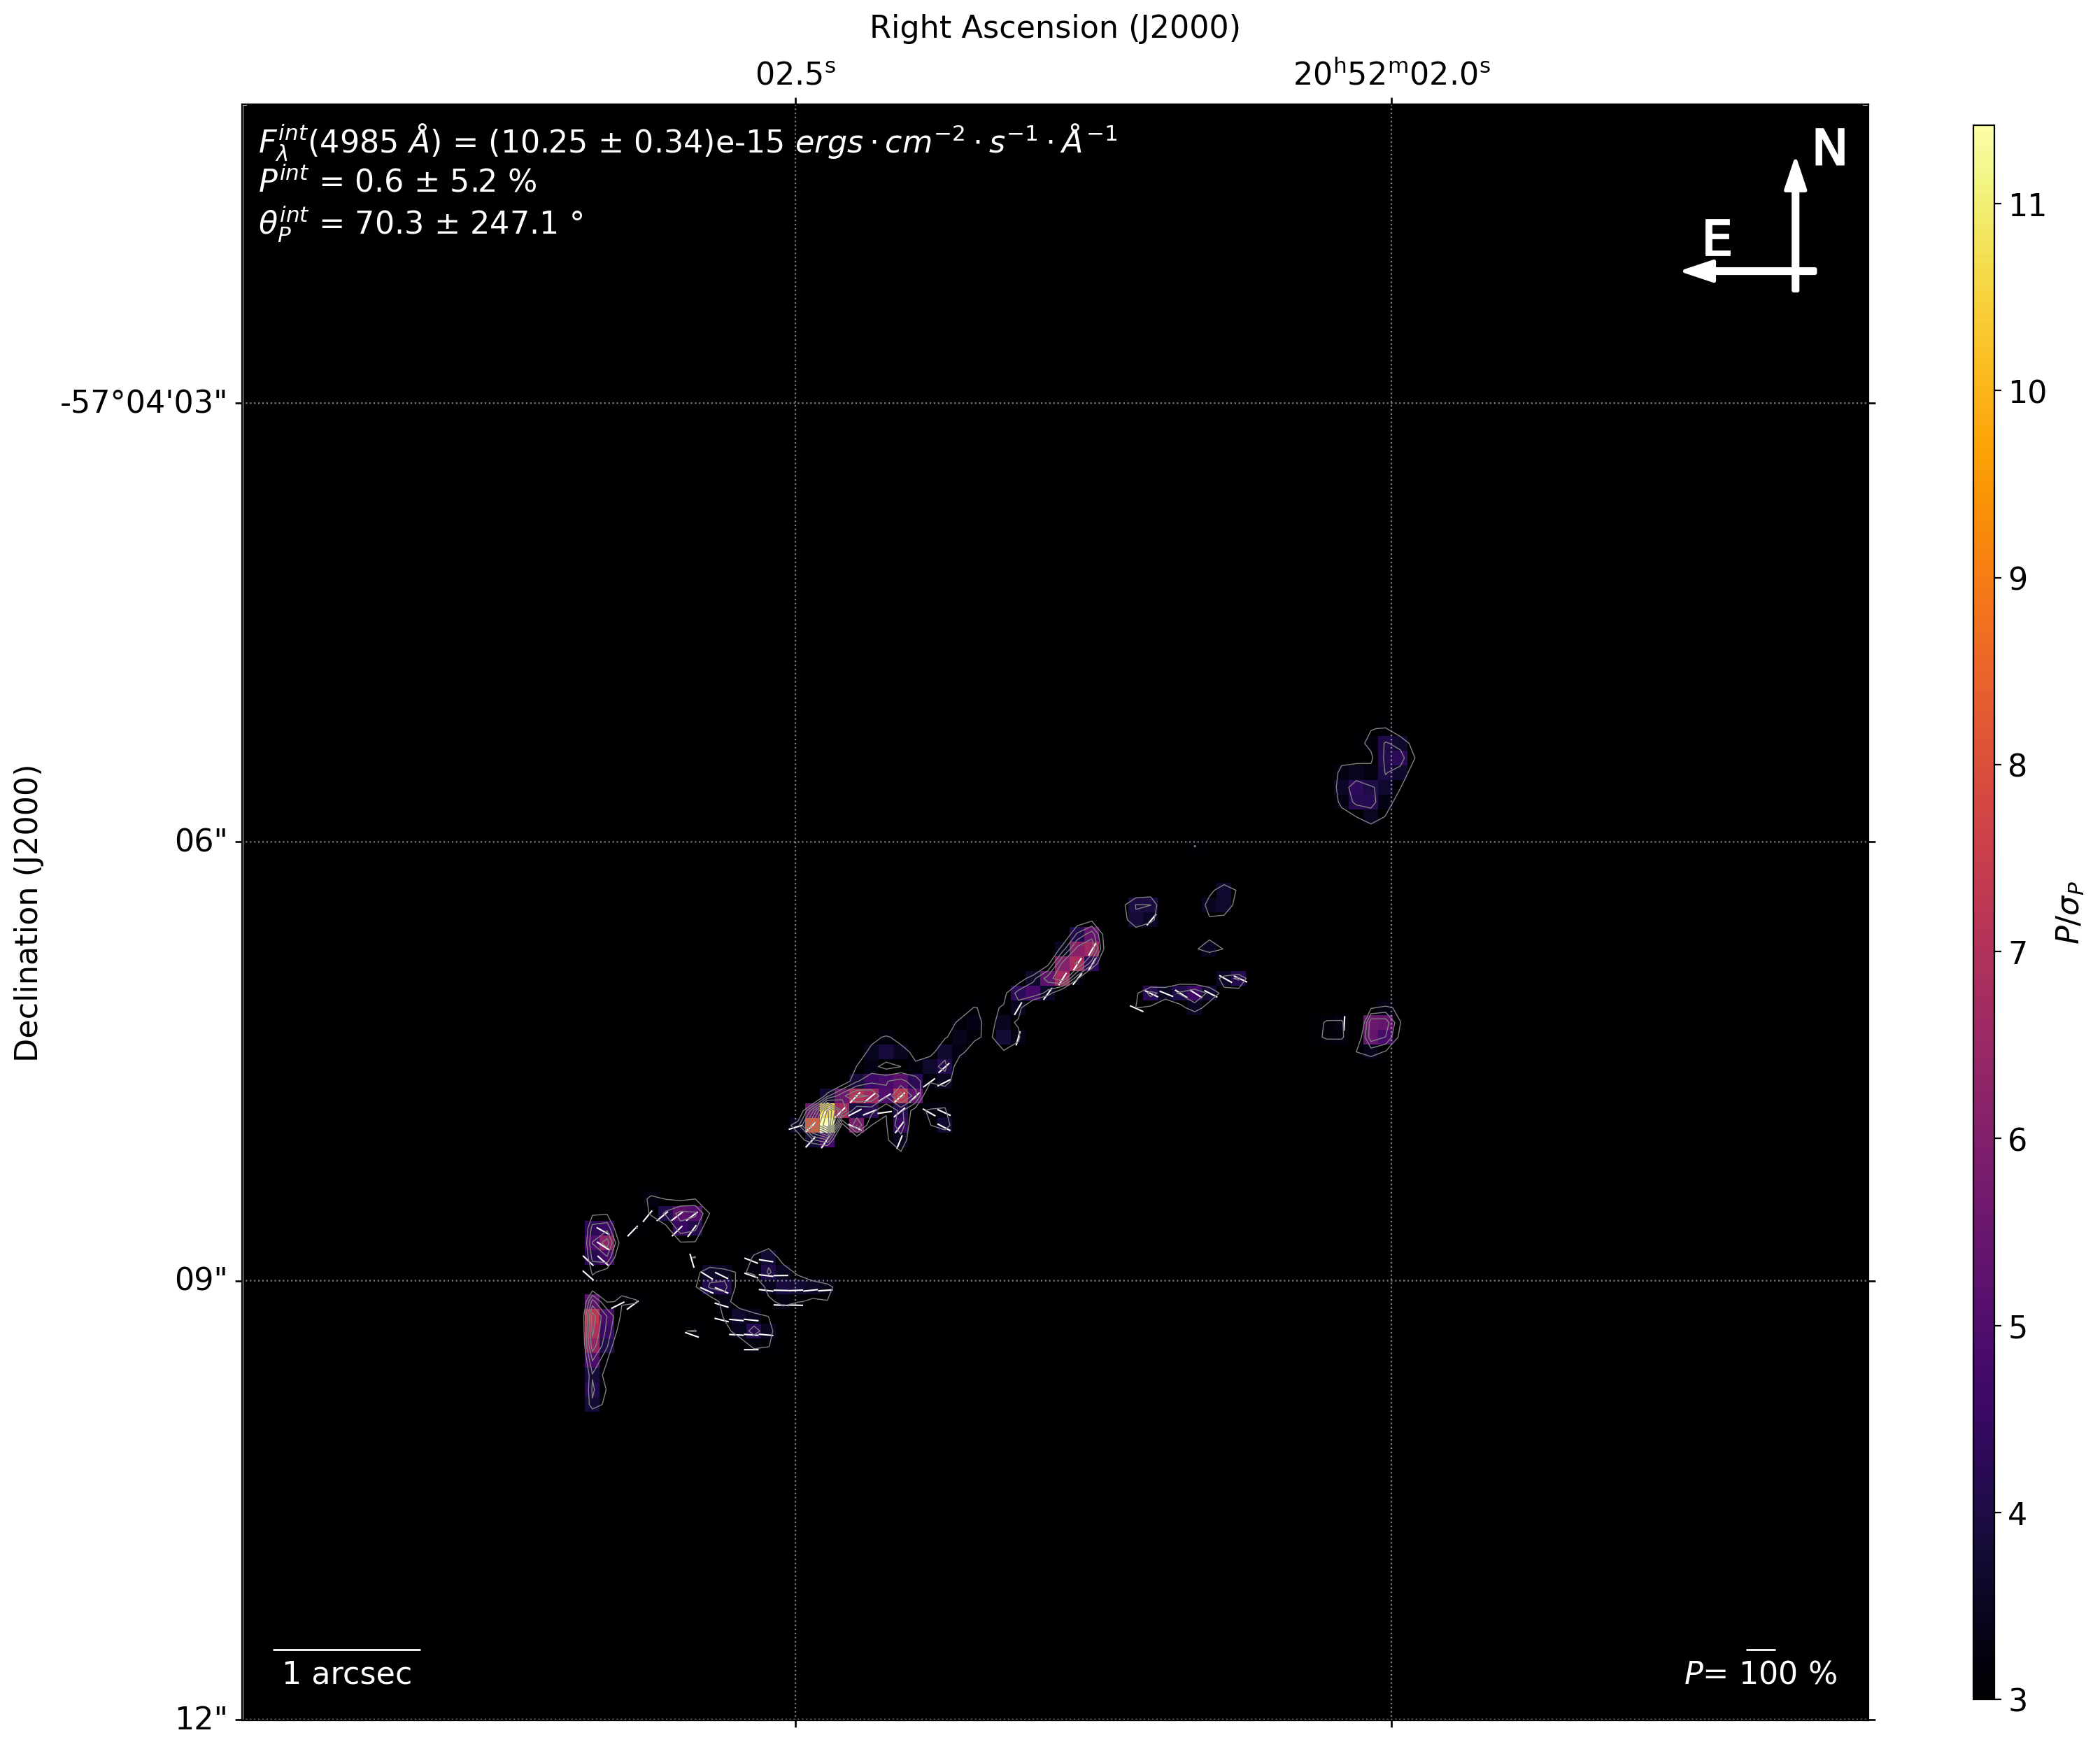 Right Ascension (J2000)
02.5ˢ
20ʰ52ᵐ02.0ˢ
F_λ^int(4985 Å) = (10.25 ± 0.34)e-15 ergs · cm⁻² · s⁻¹ · Å⁻¹
P^int = 0.6 ± 5.2 %
θ_P^int = 70.3 ± 247.1 °
N
E
-57°04'03"
06"
09"
12"
Declination (J2000)
1 arcsec
P= 100 %
11
10
9
8
7
6
5
4
3
P/σ_P